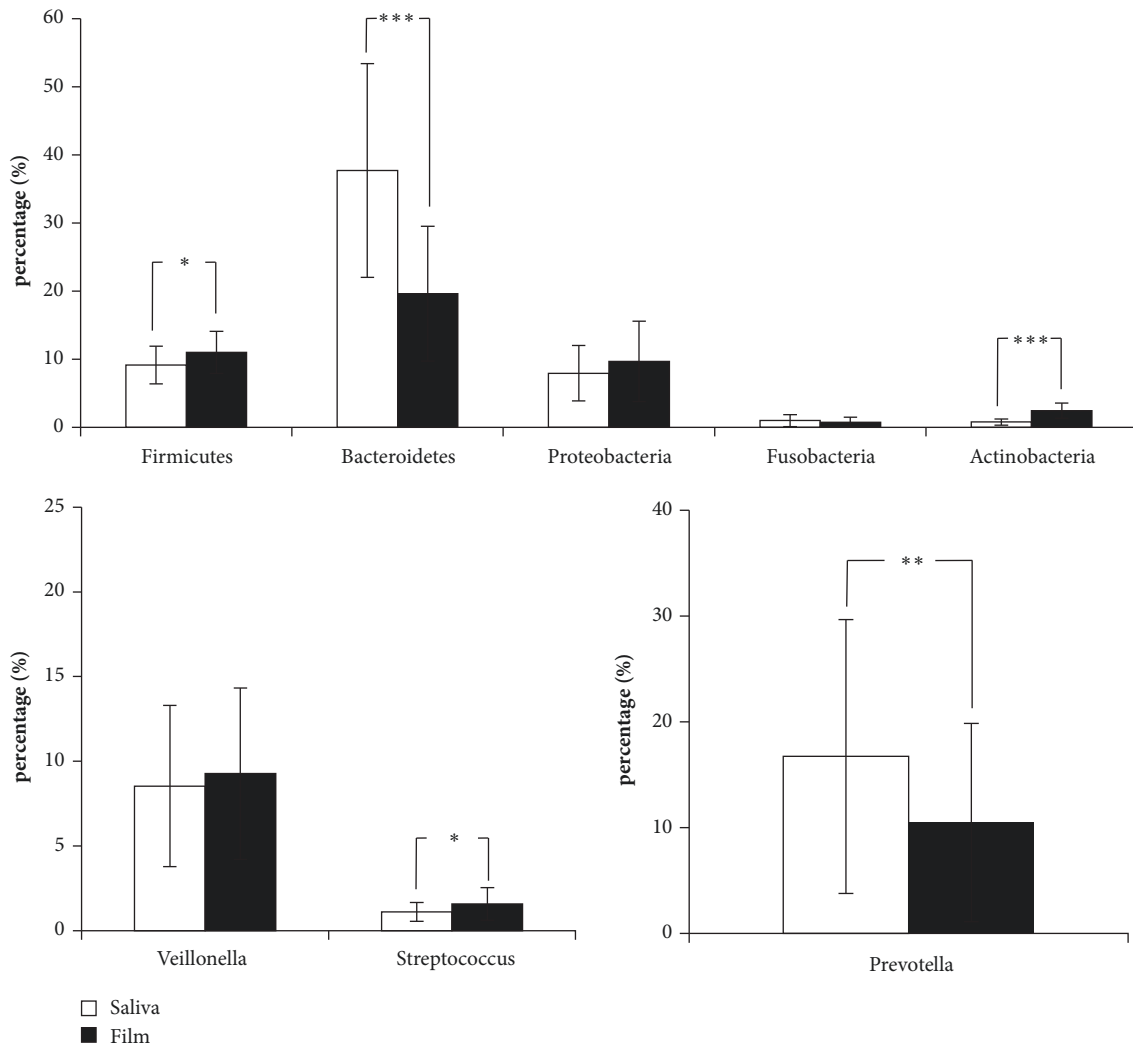 percentage (%)
60
50
40
30
20
10
0
*
***
***
Firmicutes Bacteroidetes Proteobacteria Fusobacteria Actinobacteria
percentage (%)
25
20
15
10
5
0
*
Veillonella Streptococcus
percentage (%)
40
30
20
10
0
**
Prevotella
Saliva
Film